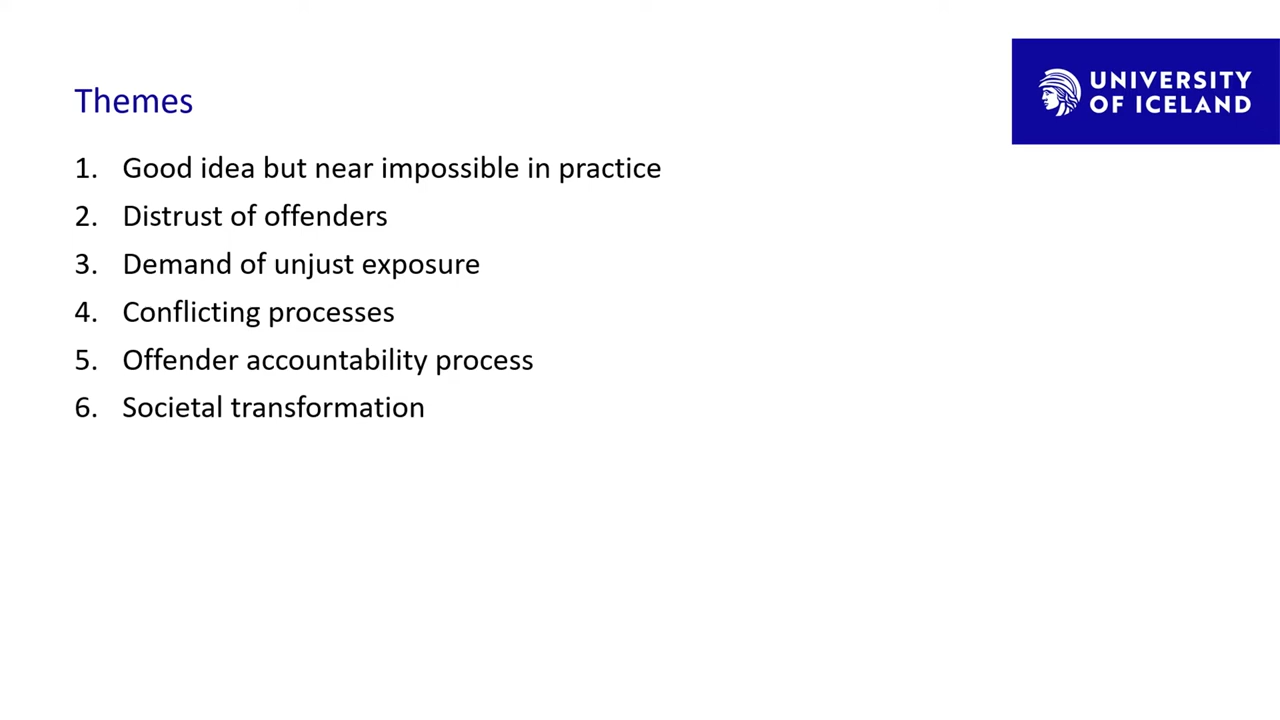 UNIVERSITY
OF ICELAND
Themes
1. Good idea but near impossible in practice
2. Distrust of offenders
3. Demand of unjust exposure
4. Conflicting processes
5. Offender accountability process
6. Societal transformation